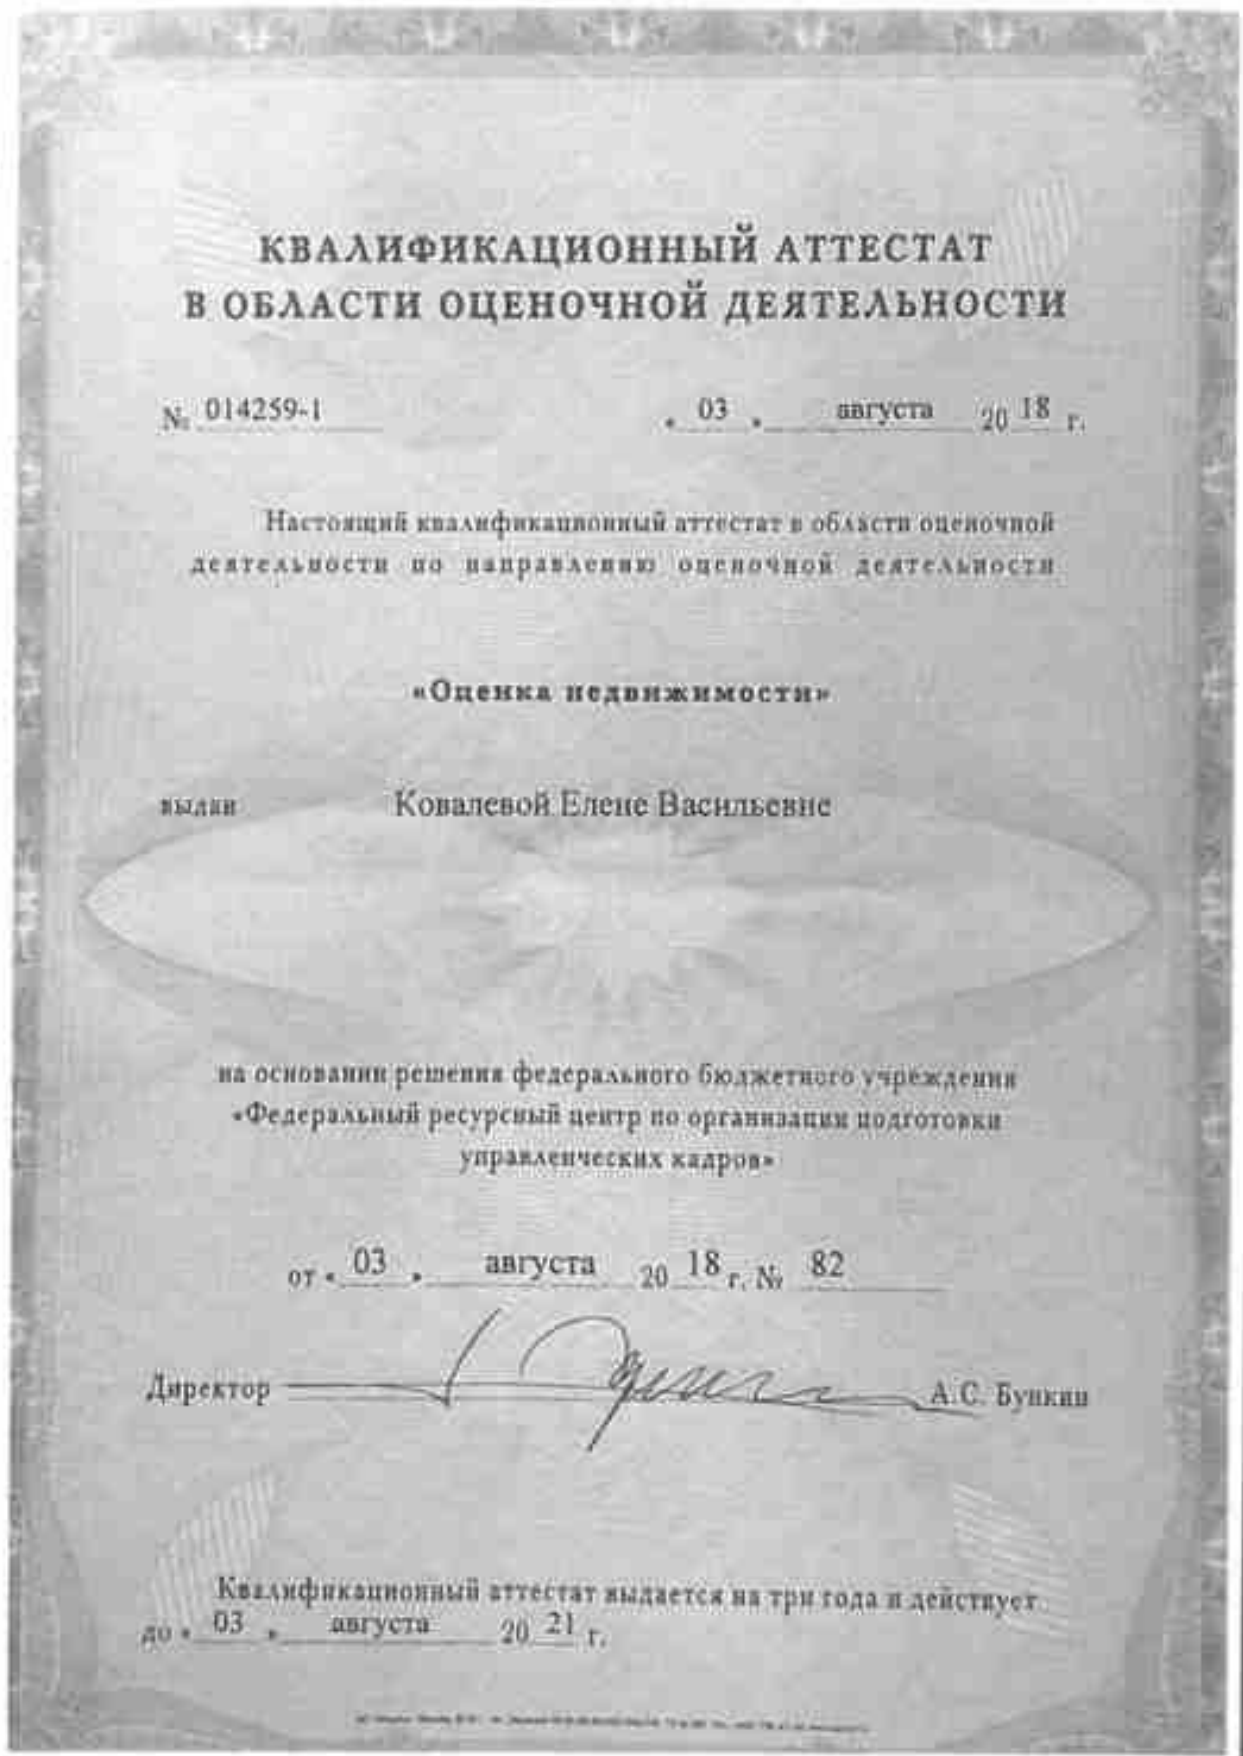 КВАЛИФИКАЦИОННЫЙ АТТЕСТАТ
В ОБЛАСТИ ОЦЕНОЧНОЙ ДЕЯТЕЛЬНОСТИ
№ 014259-1 « 03 » августа 20 18 г.
Настоящий квалификационный аттестат в области оценочной
деятельности по направлению оценочной деятельности
«Оценка недвижимости»
выдан Ковалевой Елене Васильевне
на основании решения федерального бюджетного учреждения
«Федеральный ресурсный центр по организации подготовки
управленческих кадров»
от « 03 » августа 20 18 г. № 82
Директор А.С. Бункин
Квалификационный аттестат выдается на три года и действует
до « 03 » августа 20 21 г.